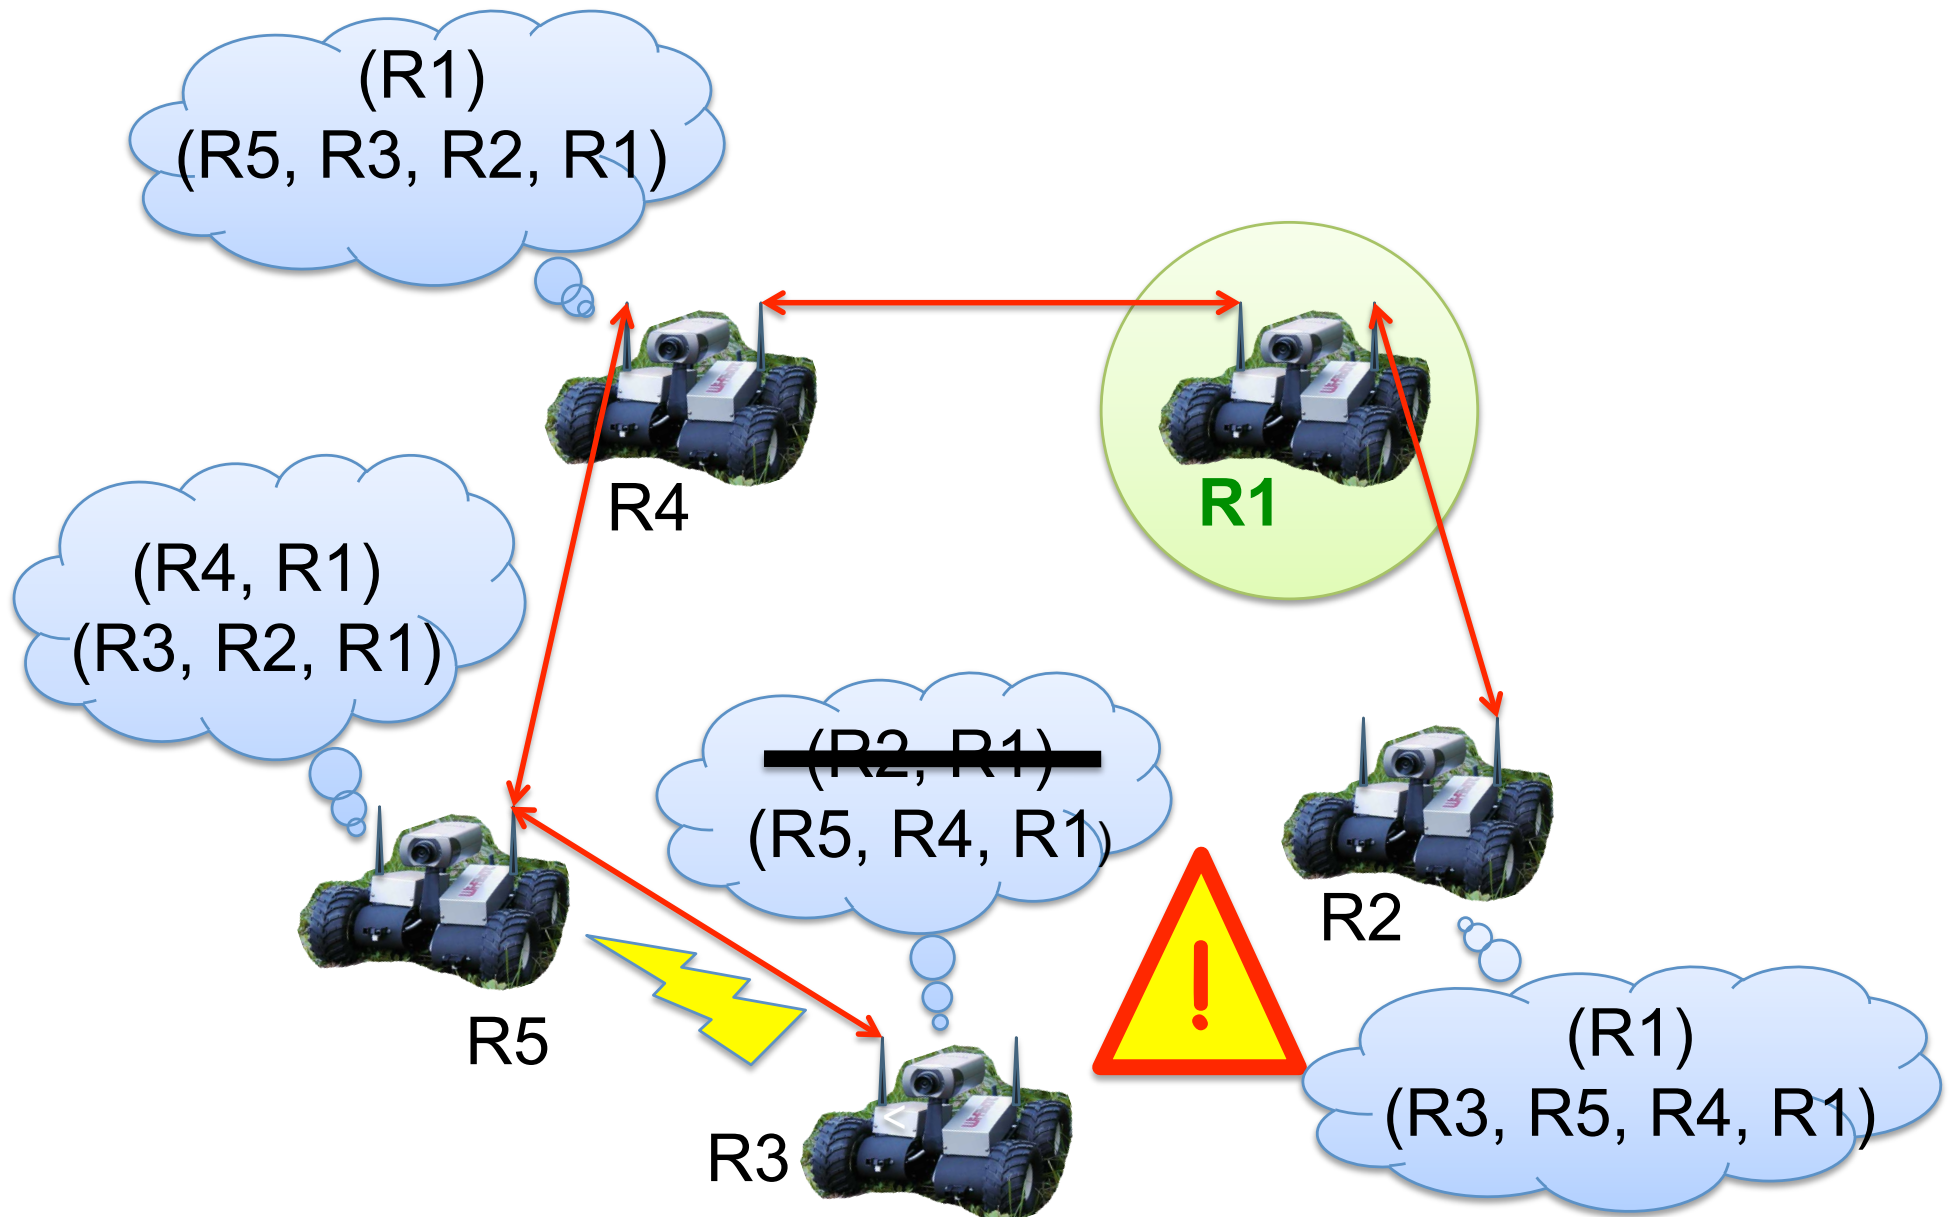 (R1)
(R5, R3, R2, R1)
R4
R1
(R4, R1)
(R3, R2, R1)
(R2, R1)
(R5, R4, R1)
R2
R5
(R1)
(R3, R5, R4, R1)
R3
!
<